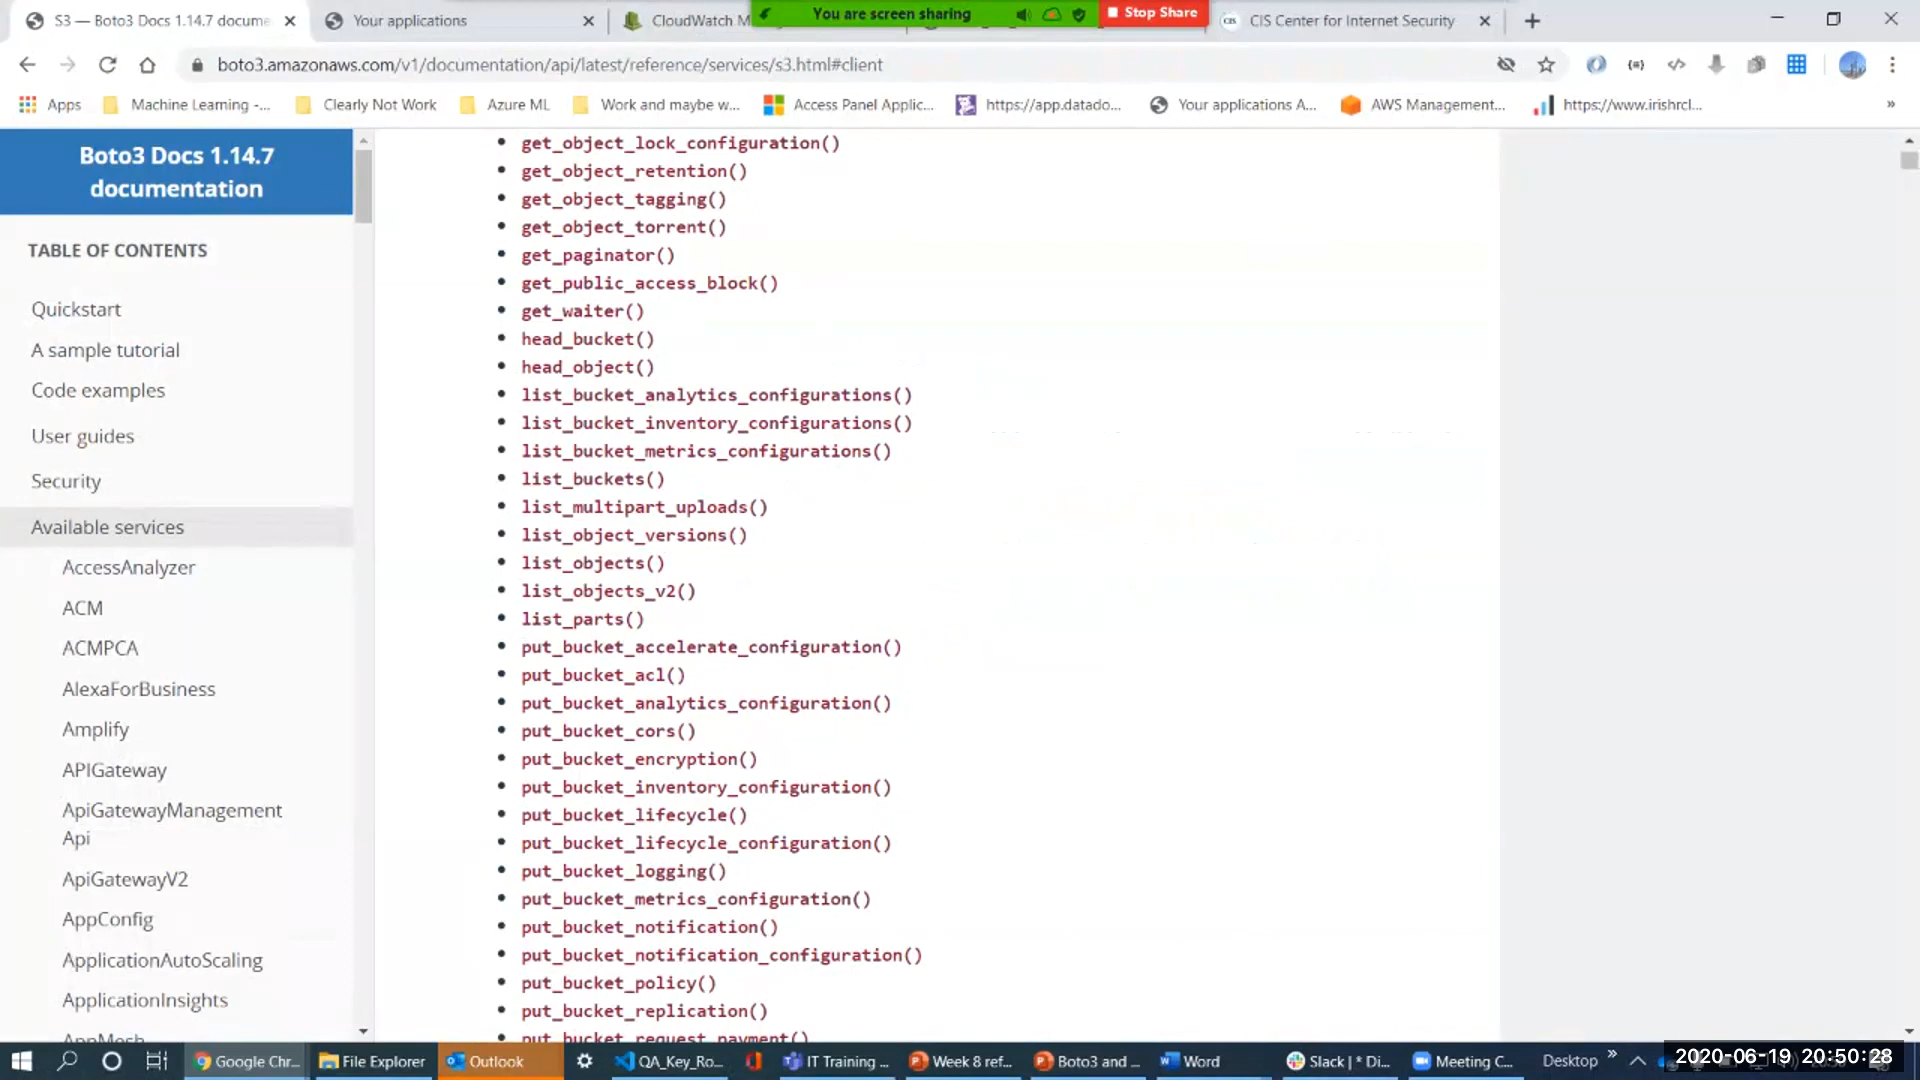 S3 — Boto3 Docs 1.14.7 docume
Your applications
CloudWatch M
You are screen sharing
Stop Share
CIS Center for Internet Security
boto3.amazonaws.com/v1/documentation/api/latest/reference/services/s3.html#client
Apps
Machine Learning -...
Clearly Not Work
Azure ML
Work and maybe w...
Access Panel Applic...
https://app.datado...
Your applications A...
AWS Management...
https://www.irishrcl...
Boto3 Docs 1.14.7
documentation
TABLE OF CONTENTS
Quickstart
A sample tutorial
Code examples
User guides
Security
Available services
AccessAnalyzer
ACM
ACMPCA
AlexaForBusiness
Amplify
APIGateway
ApiGatewayManagement
Api
ApiGatewayV2
AppConfig
ApplicationAutoScaling
ApplicationInsights
AppMesh
get_object_lock_configuration()
get_object_retention()
get_object_tagging()
get_object_torrent()
get_paginator()
get_public_access_block()
get_waiter()
head_bucket()
head_object()
list_bucket_analytics_configurations()
list_bucket_inventory_configurations()
list_bucket_metrics_configurations()
list_buckets()
list_multipart_uploads()
list_object_versions()
list_objects()
list_objects_v2()
list_parts()
put_bucket_accelerate_configuration()
put_bucket_acl()
put_bucket_analytics_configuration()
put_bucket_cors()
put_bucket_encryption()
put_bucket_inventory_configuration()
put_bucket_lifecycle()
put_bucket_lifecycle_configuration()
put_bucket_logging()
put_bucket_metrics_configuration()
put_bucket_notification()
put_bucket_notification_configuration()
put_bucket_policy()
put_bucket_replication()
put_bucket_request_payment()
Google Chr...
File Explorer
Outlook
QA_Key_Ro...
IT Training ...
Week 8 ref...
Boto3 and ...
Word
Slack | * Di...
Meeting C...
Desktop
2020-06-19 20:50:28